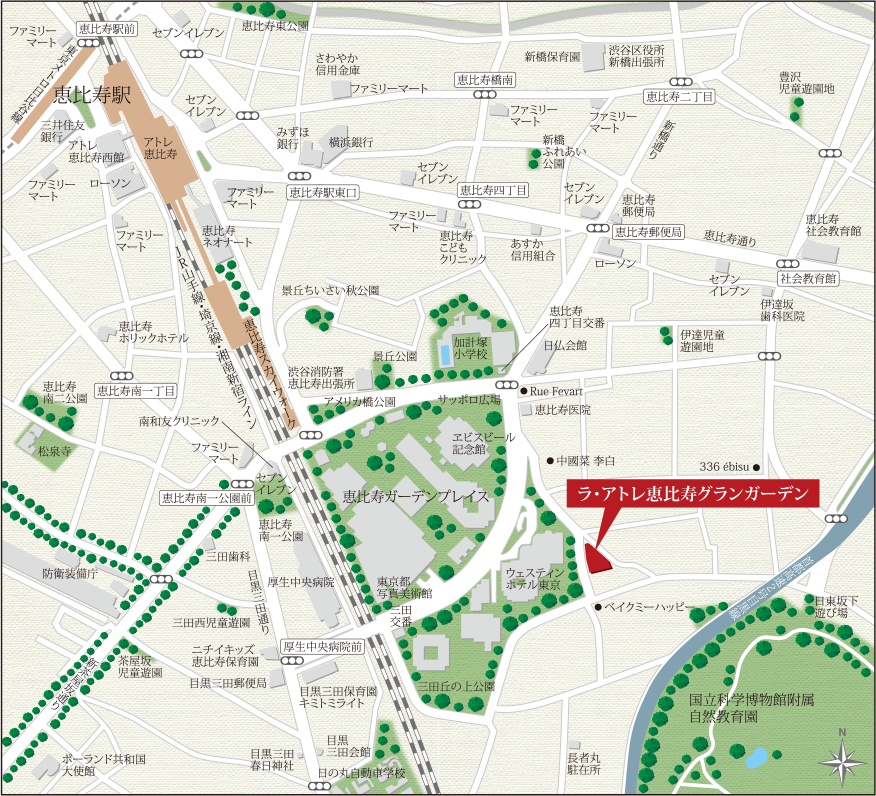 ファミリー
マート
恵比寿駅前
セブンイレブン
恵比寿東公園
東京メトロ日比谷線
恵比寿駅
さわやか
信用金庫
ファミリーマート
恵比寿橋南
新橋保育園
渋谷区役所
新橋出張所
恵比寿二丁目
豊沢
児童遊園地
三井住友
銀行
アトレ
恵比寿西館
アトレ
恵比寿
セブン
イレブン
みずほ
銀行
横浜銀行
ファミリー
マート
ファミリー
マート
新橋通り
新橋
ふれあい
公園
ファミリー
マート
ローソン
ファミリー
マート
恵比寿駅東口
セブン
イレブン
恵比寿四丁目
セブン
イレブン
恵比寿
郵便局
恵比寿郵便局
恵比寿通り
恵比寿
社会教育館
ファミリー
マート
恵比寿
ネオナート
ファミリー
マート
恵比寿
こども
クリニック
あすか
信用組合
ローソン
セブン
イレブン
社会教育館
JR山手線・埼京線・湘南新宿ライン
恵比寿スカイウォーク
景丘ちいさい秋公園
恵比寿
四丁目交番
伊達坂
歯科医院
恵比寿
ホリックホテル
加計塚
小学校
日仏会館
伊達児童
遊園地
景丘公園
渋谷消防署
恵比寿出張所
恵比寿南一丁目
恵比寿
南二公園
アメリカ橋公園
サッポロ広場
Rue Fevart
恵比寿医院
南和友クリニック
松泉寺
ファミリー
マート
ヱビスビール
記念館
中國菜 李白
336 ébisu
セブン
イレブン
恵比寿南一公園前
恵比寿ガーデンプレイス
ラ・アトレ恵比寿グランガーデン
恵比寿
南一公園
三田歯科
防衛装備庁
目黒三田通り
厚生中央病院
東京都
写真美術館
ウェスティン
ホテル東京
首都高速2号目黒線
三田
交番
ベイクミーハッピー
日東坂下
遊び場
三田西児童遊園
ニチイキッズ
恵比寿保育園
厚生中央病院前
茶屋坂
児童遊園
新茶屋坂通り
目黒三田郵便局
目黒三田保育園
キミトミライト
三田丘の上公園
国立科学博物館附属
自然教育園
ポーランド共和国
大使館
目黒三田
春日神社
目黒
三田会館
日の丸自動車学校
長者丸
駐在所
N